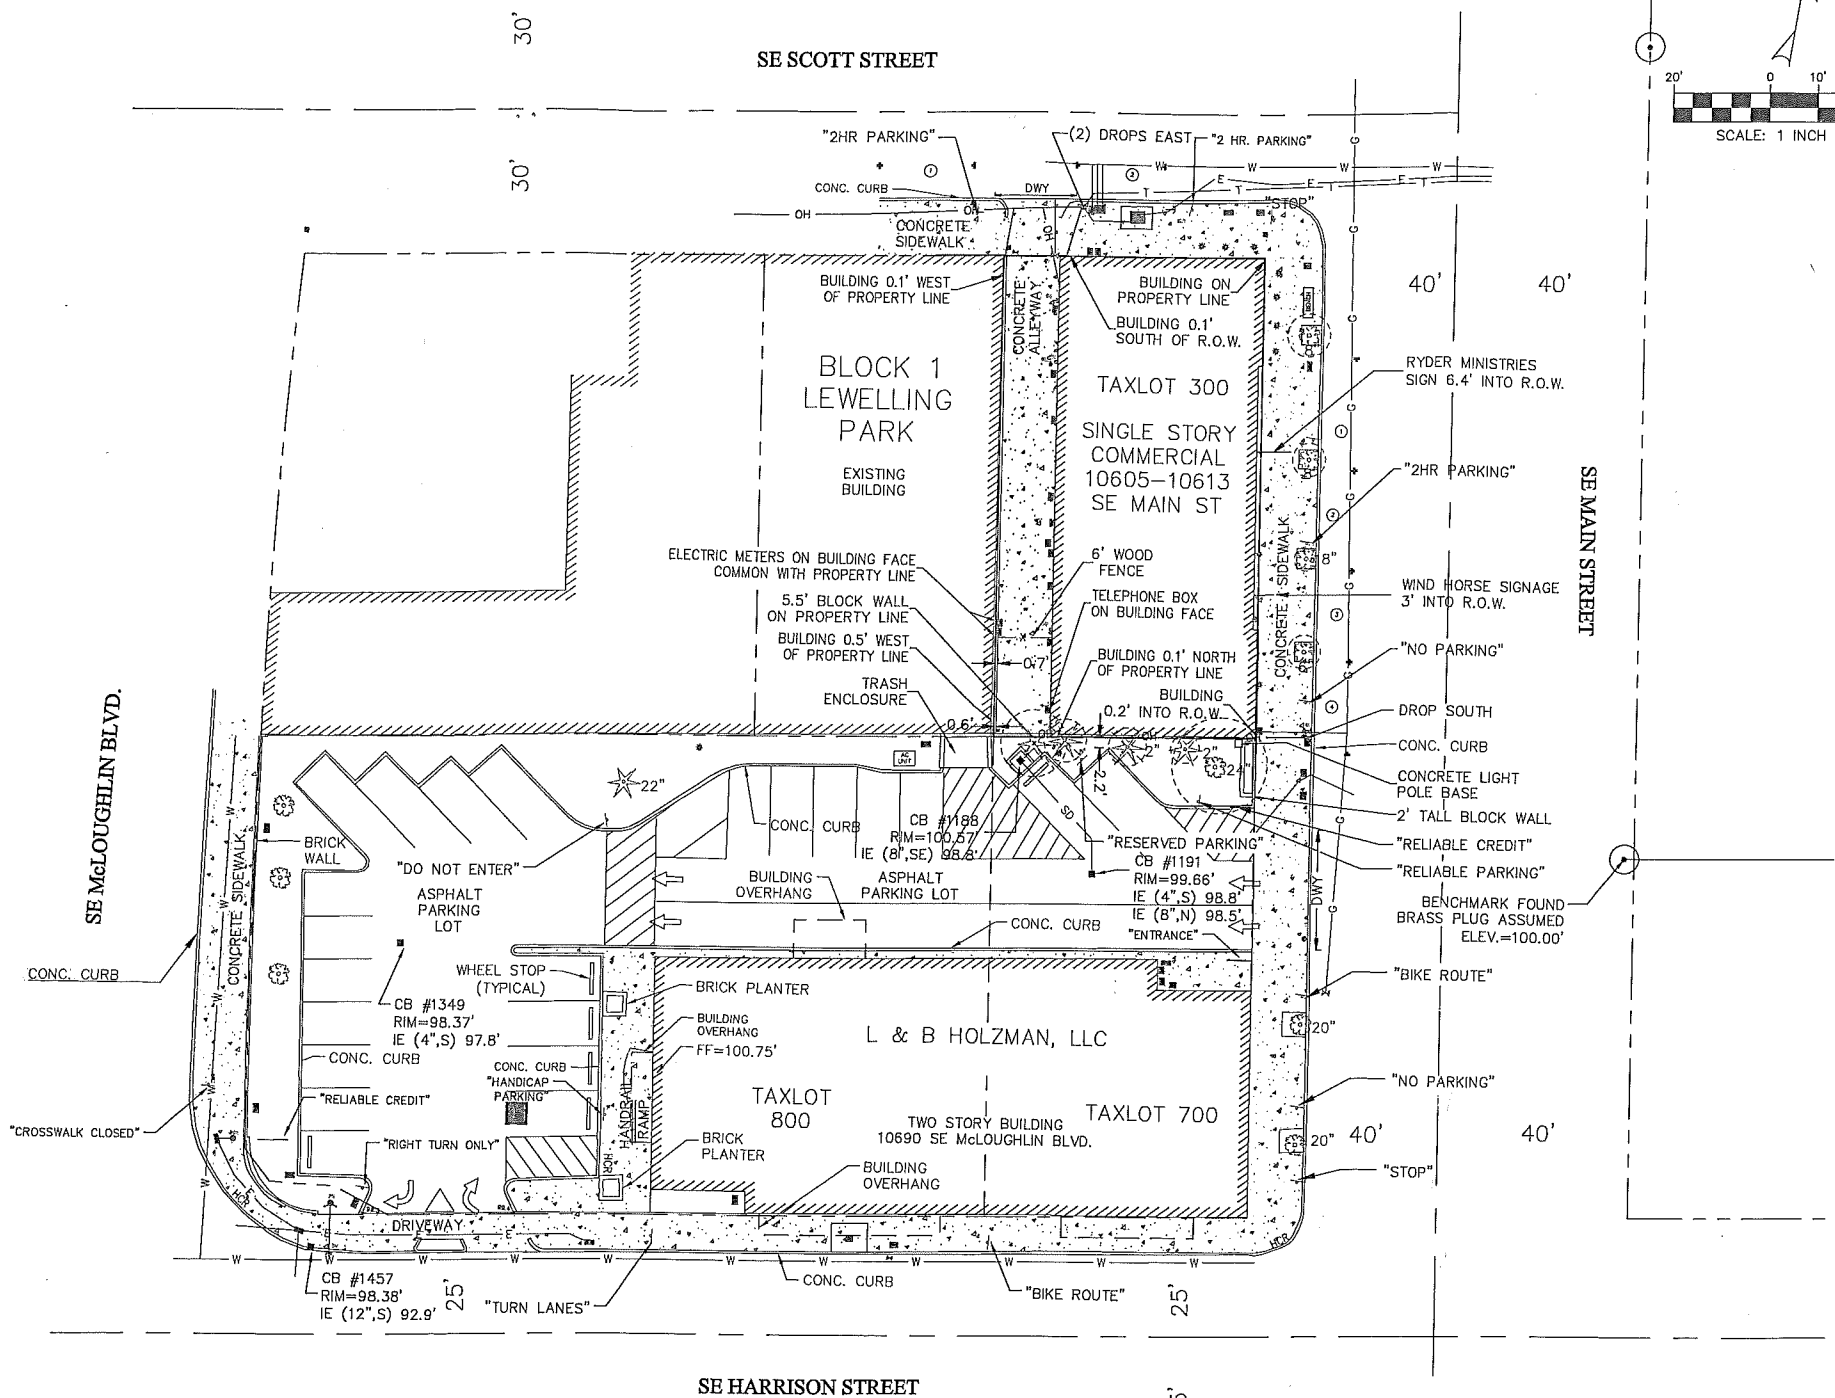 30'
SE SCOTT STREET
20'
0
10'
SCALE: 1 INCH
30'
"2HR PARKING"
(2) DROPS EAST
"2 HR. PARKING"
CONC. CURB
DWY
"STOP"
CONCRETE
SIDEWALK
BUILDING 0.1' WEST
OF PROPERTY LINE
CONCRETE
ALLEYWAY
BUILDING ON
PROPERTY LINE
BUILDING 0.1'
SOUTH OF R.O.W.
40'
40'
BLOCK 1
LEWELLING
PARK
EXISTING
BUILDING
TAXLOT 300
SINGLE STORY
COMMERCIAL
10605-10613
SE MAIN ST
RYDER MINISTRIES
SIGN 6.4' INTO R.O.W.
"2HR PARKING"
SE MAIN STREET
CONCRETE SIDEWALK
8"
ELECTRIC METERS ON BUILDING FACE
COMMON WITH PROPERTY LINE
6' WOOD
FENCE
5.5' BLOCK WALL
ON PROPERTY LINE
TELEPHONE BOX
ON BUILDING FACE
WIND HORSE SIGNAGE
3' INTO R.O.W.
BUILDING 0.5' WEST
OF PROPERTY LINE
0.7'
BUILDING 0.1' NORTH
OF PROPERTY LINE
"NO PARKING"
TRASH
ENCLOSURE
BUILDING
0.2' INTO R.O.W.
0.6'
DROP SOUTH
CONC. CURB
SE McLOUGHLIN BLVD.
AC
UNIT
22"
2.2'
24"
CONCRETE LIGHT
POLE BASE
2' TALL BLOCK WALL
CONC. CURB
CB #1188
RIM=100.57'
IE (8",SE) 98.8'
SD
"RESERVED PARKING"
"RELIABLE CREDIT"
"RELIABLE PARKING"
BRICK
WALL
"DO NOT ENTER"
BUILDING
OVERHANG
ASPHALT
PARKING LOT
CB #1191
RIM=99.66'
IE (4",S) 98.8'
IE (8",N) 98.5'
DWY
BENCHMARK FOUND
BRASS PLUG ASSUMED
ELEV.=100.00'
ASPHALT
PARKING
LOT
CONCRETE SIDEWALK
CONC. CURB
"ENTRANCE"
CONC. CURB
WHEEL STOP
(TYPICAL)
BRICK PLANTER
"BIKE ROUTE"
CB #1349
RIM=98.37'
IE (4",S) 97.8'
BUILDING
OVERHANG
L & B HOLZMAN, LLC
20"
FF=100.75'
CONC. CURB
CONC. CURB
"HANDICAP
PARKING"
HANDRAIL
RAMP
TAXLOT
800
TAXLOT 700
"NO PARKING"
"RELIABLE CREDIT"
TWO STORY BUILDING
10690 SE McLOUGHLIN BLVD.
"CROSSWALK CLOSED"
"RIGHT TURN ONLY"
BRICK
PLANTER
HCR
20"
40'
40'
BUILDING
OVERHANG
"STOP"
HCR
DRIVEWAY
HCR
CB #1457
RIM=98.38'
IE (12",S) 92.9'
25'
"TURN LANES"
CONC. CURB
"BIKE ROUTE"
25'
SE HARRISON STREET